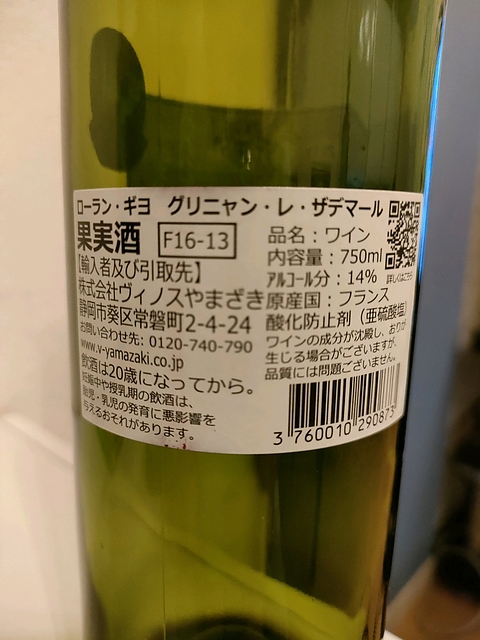 ローラン・ギヨ グリニャン・レ・ザデマール
果実酒 F16-13
【輸入者及び引取先】
株式会社ヴィノスやまざき
静岡市葵区常磐町2-4-24
お問い合わせ先: 0120-740-790
www.v-yamazaki.co.jp
飲酒は20歳になってから。
妊娠中や授乳期の飲酒は、
胎児・乳児の発育に悪影響を
与えるおそれがあります。
品名:ワイン
内容量:750ml
アルコール分:14%
詳しくはこちら
原産国:フランス
酸化防止剤(亜硫酸塩)
ワインの成分が沈殿し、おりが
生じる場合がございますが、
品質には問題ございません。
3 760010 290873